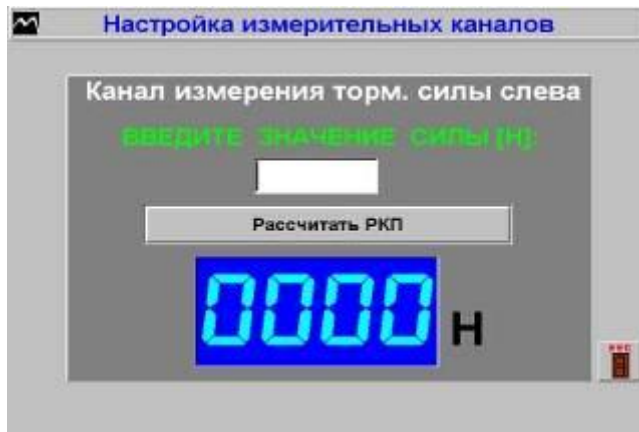 Настройка измерительных каналов
Канал измерения торм. силы слева
ВВЕДИТЕ ЗНАЧЕНИЕ СИЛЫ [Н]:
Рассчитать РКП
0000 Н